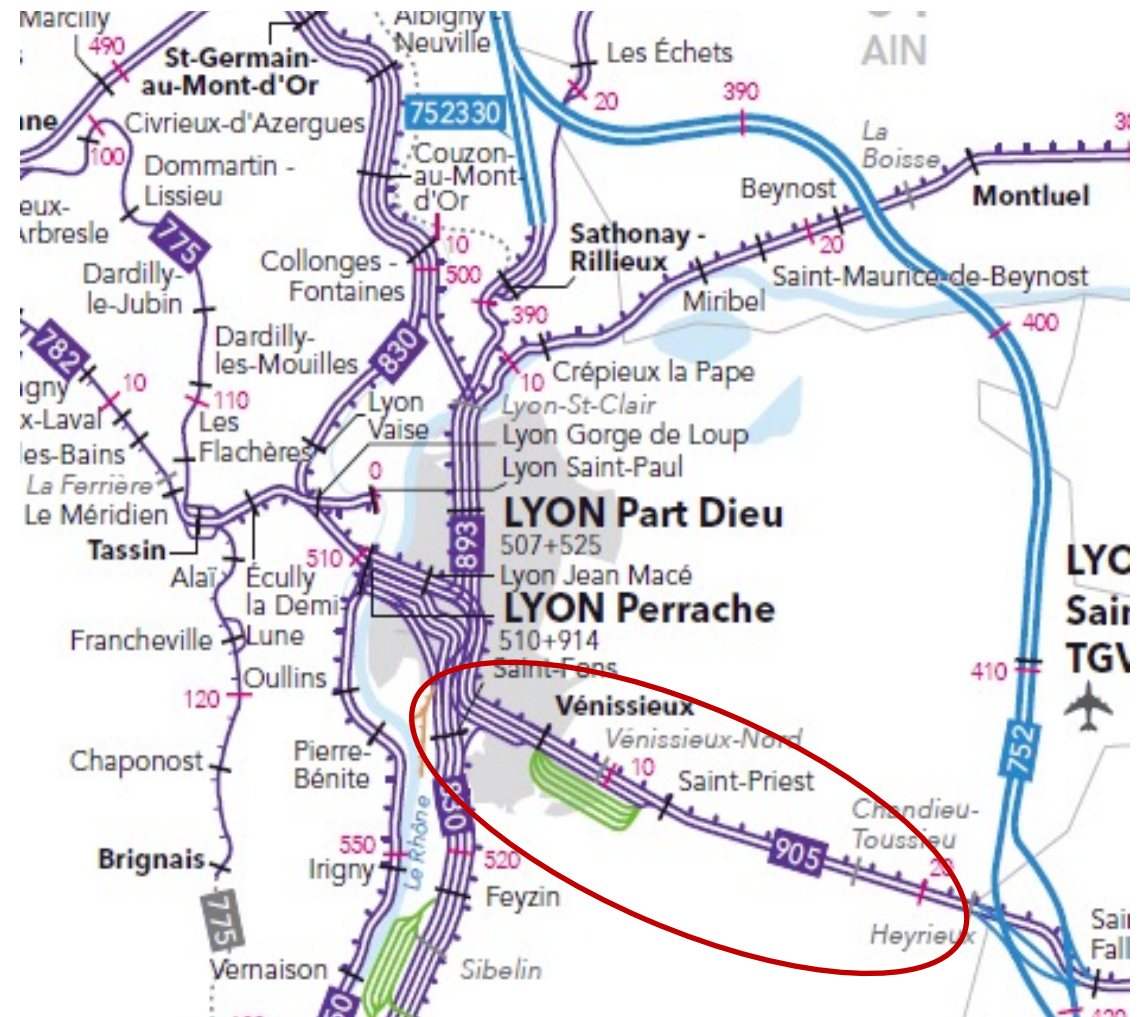 Marcilly
490
St-Germain-
au-Mont-d'Or
Albigny -
Neuville
Les Échets
AIN
20
390
752330
Civrieux-d'Azergues
100
Dommartin -
Lissieu
Couzon-
au-Mont-
d'Or
La
Boisse
Beynost
Montluel
775
10
Sathonay -
Rillieux
20
Collonges -
Fontaines
500
Saint-Maurice-de-Beynost
Dardilly-
le-Jubin
390
Miribel
400
782
Dardilly-
les-Mouilles
830
10
Crépieux la Pape
10
110
Les
Flachères
Lyon
Vaise
Lyon-St-Clair
Lyon Gorge de Loup
Lyon Saint-Paul
0
x-Laval
les-Bains
La Ferrière
Le Méridien
Tassin
LYON Part Dieu
507+525
893
510
Lyon Jean Macé
Alaï
Écully
la Demi-
Lune
LYON Perrache
510+914
Saint-Fons
TGV
Francheville
Oullins
120
410
Vénissieux
Vénissieux-Nord
10
Saint-Priest
752
Chaponost
Pierre-
Bénite
Le Rhône
830
Chandieu-
Toussieu
905
20
Brignais
550
Irigny
520
Feyzin
775
Heyrieux
Vernaison
Sibelin